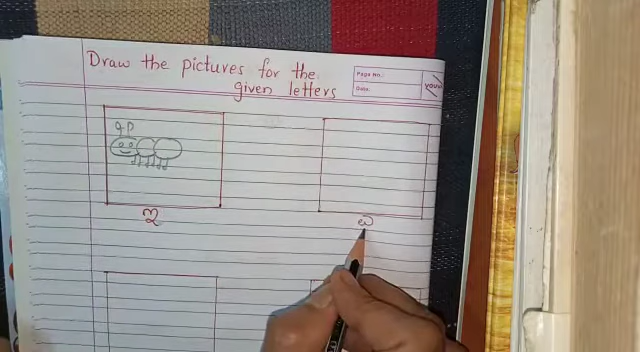 Draw the pictures for the
given letters
Page No.:
Date:
ಇ